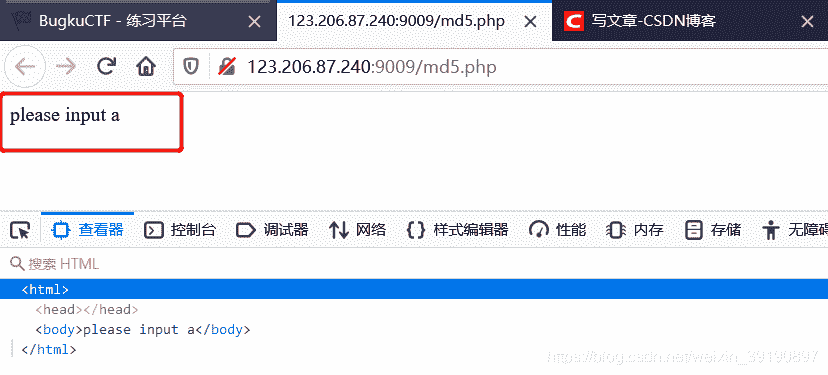 BugkuCTF - 练习平台
123.206.87.240:9009/md5.php
写文章-CSDN博客
123.206.87.240:9009/md5.php
please input a
查看器
控制台
调试器
网络
样式编辑器
性能
内存
存储
无障碍
搜索 HTML
<html>
<head></head>
<body>please input a</body>
</html>
https://blog.csdn.net/weixin_39190897